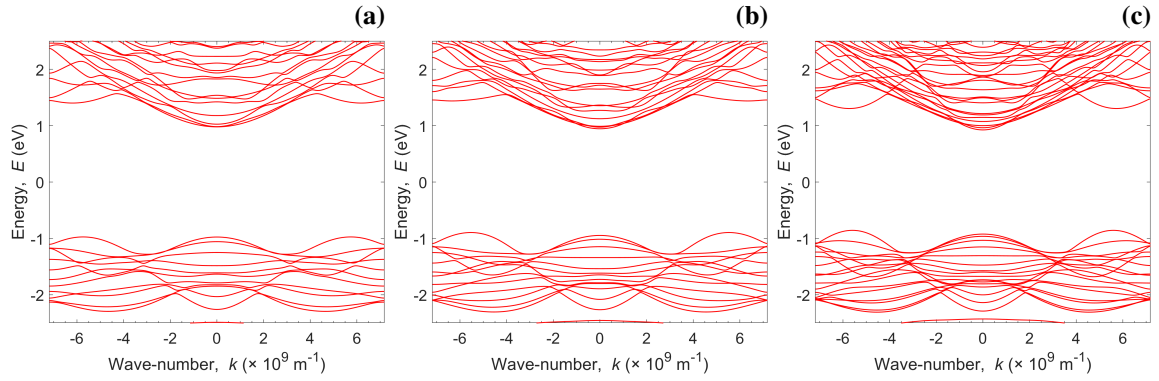 (a)
(b)
(c)
2
1
0
-1
-2
Energy, E (eV)
-6 -4 -2 0 2 4 6
Wave-number, k (× 10⁹ m⁻¹)
2
1
0
-1
-2
Energy, E (eV)
-6 -4 -2 0 2 4 6
Wave-number, k (× 10⁹ m⁻¹)
2
1
0
-1
-2
Energy, E (eV)
-6 -4 -2 0 2 4 6
Wave-number, k (× 10⁹ m⁻¹)